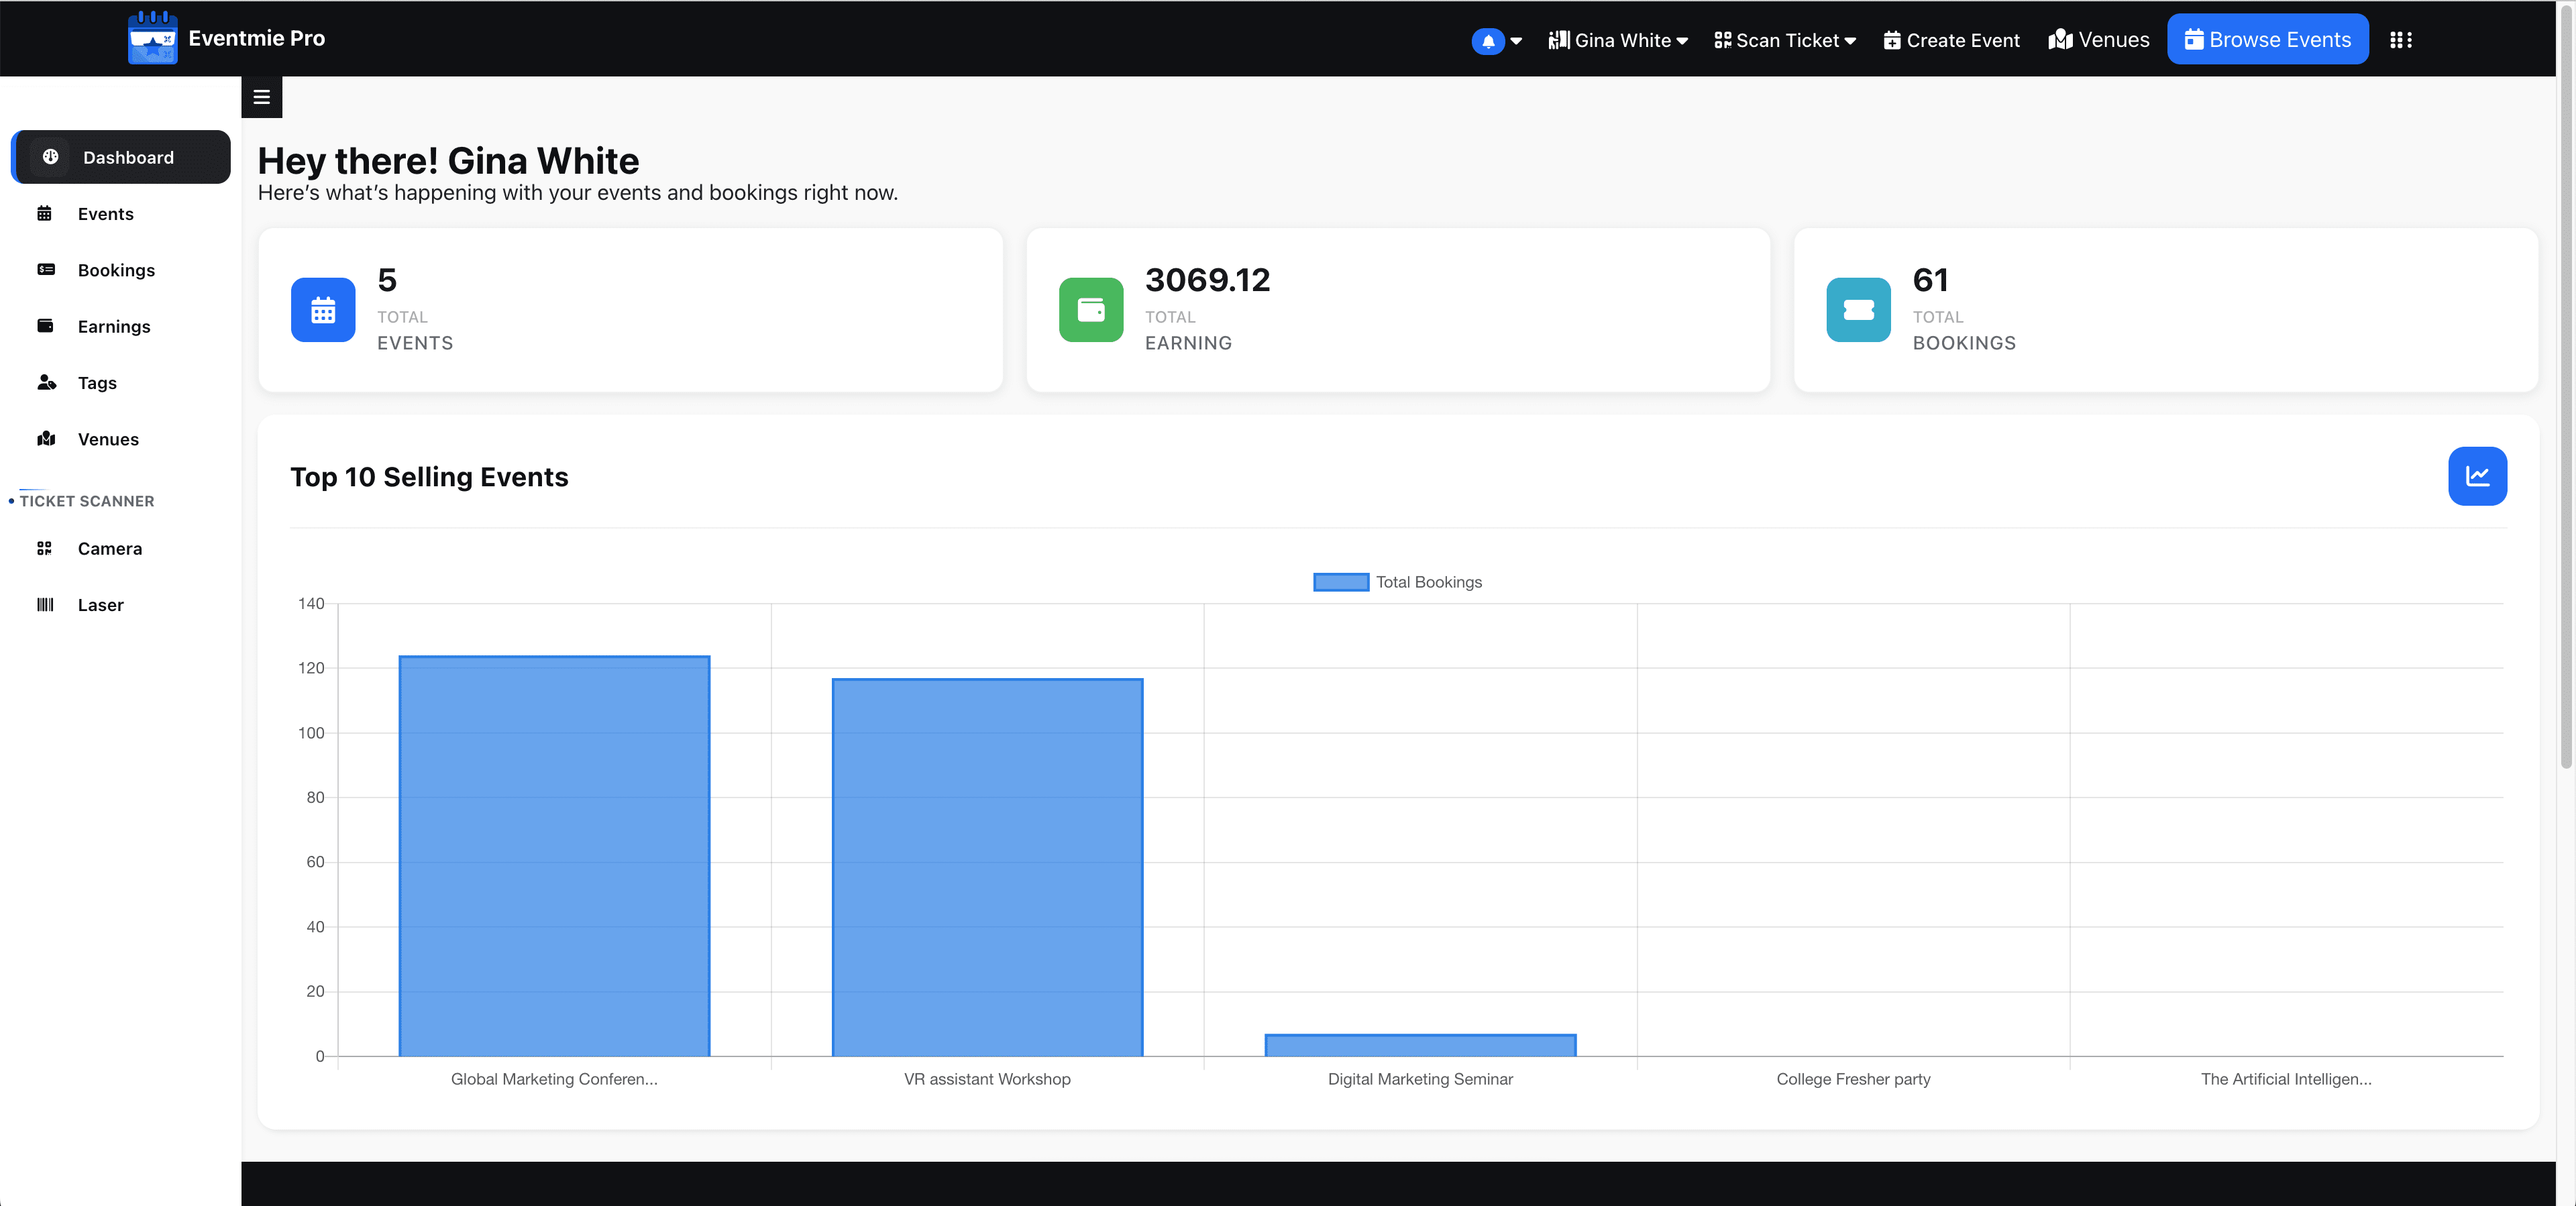 Eventmie Pro
Gina White
Scan Ticket
Create Event
Venues
Browse Events
Dashboard
Events
Bookings
Earnings
Tags
Venues
TICKET SCANNER
Camera
Laser
Hey there! Gina White
Here’s what’s happening with your events and bookings right now.
5
TOTAL
EVENTS
3069.12
TOTAL
EARNING
61
TOTAL
BOOKINGS
Top 10 Selling Events
Total Bookings
140
120
100
80
60
40
20
0
Global Marketing Conferen...
VR assistant Workshop
Digital Marketing Seminar
College Fresher party
The Artificial Intelligen...